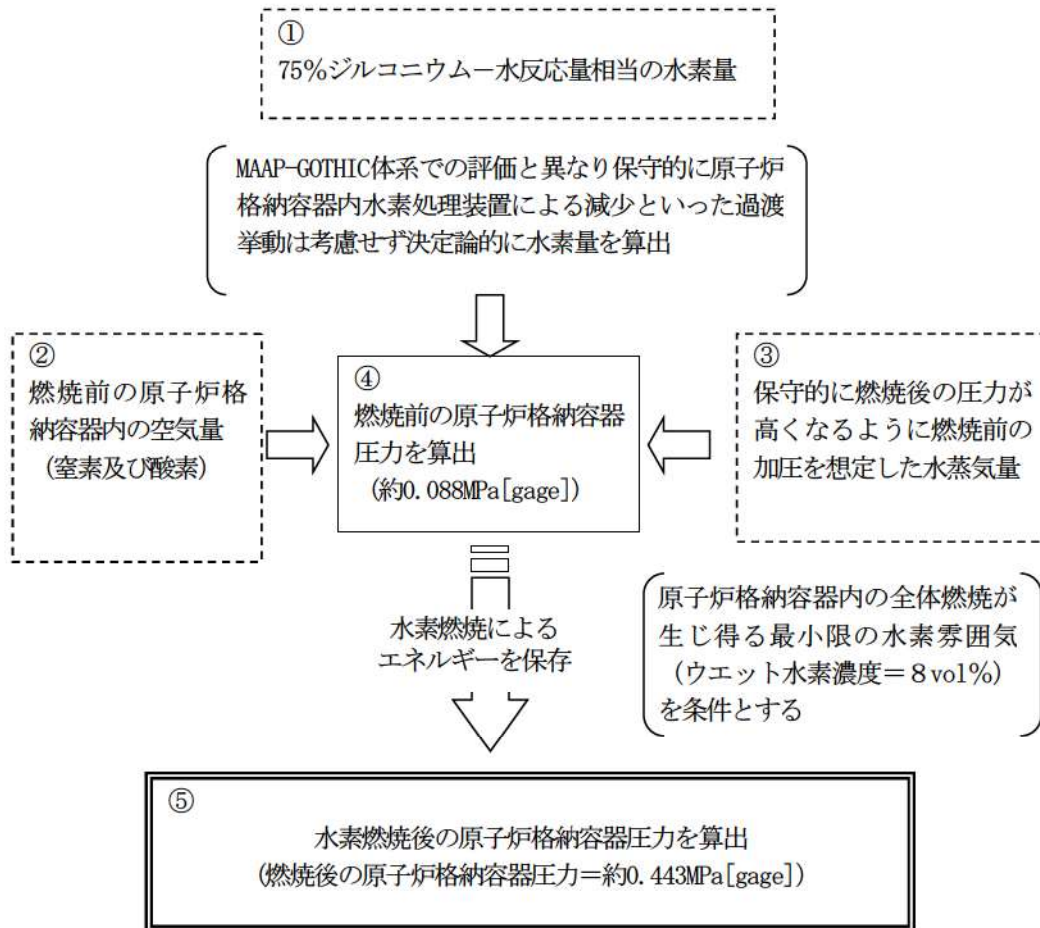 ①
75%ジルコニウム－水反応量相当の水素量
MAAP-GOTHIC体系での評価と異なり保守的に原子炉
格納容器内水素処理装置による減少といった過渡
挙動は考慮せず決定論的に水素量を算出
②
燃焼前の原子炉格
納容器内の空気量
（窒素及び酸素）
④
燃焼前の原子炉格納容器
圧力を算出
（約0.088MPa[gage]）
③
保守的に燃焼後の圧力が
高くなるように燃焼前の
加圧を想定した水蒸気量
水素燃焼による
エネルギーを保存
原子炉格納容器内の全体燃焼が
生じ得る最小限の水素雰囲気
（ウエット水素濃度＝８vol%）
を条件とする
⑤
水素燃焼後の原子炉格納容器圧力を算出
(燃焼後の原子炉格納容器圧力＝約0.443MPa[gage])